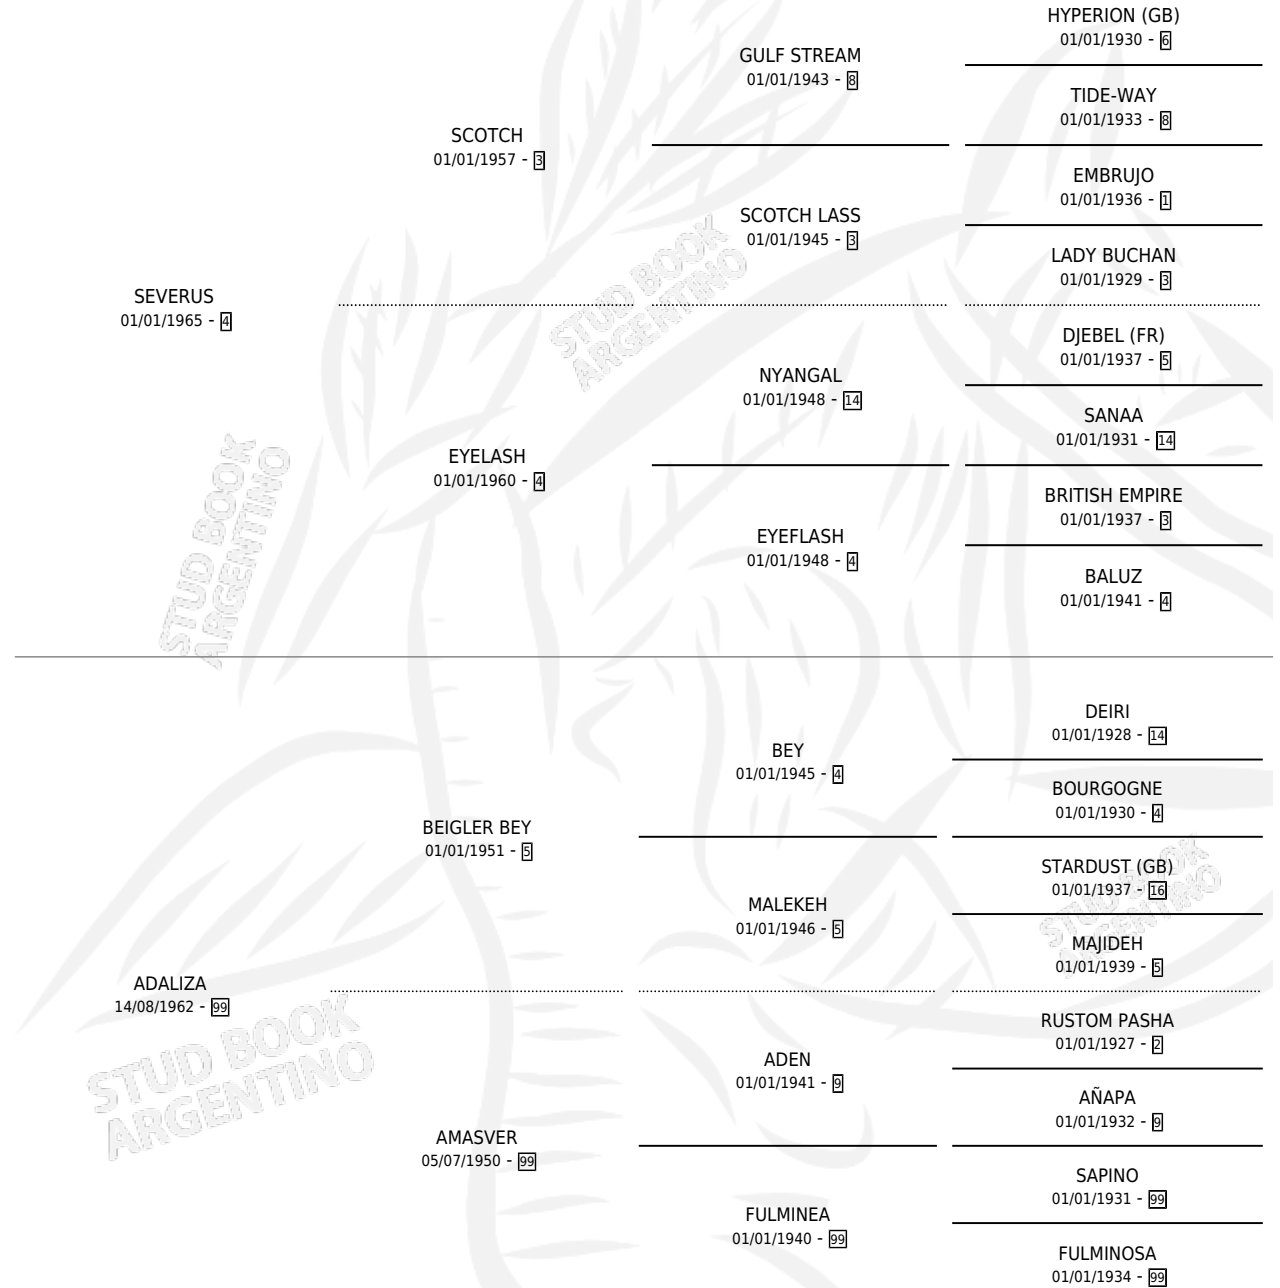 HYPERION (GB)
01/01/1930 - 6
GULF STREAM
01/01/1943 - 8
TIDE-WAY
01/01/1933 - 8
SCOTCH
01/01/1957 - 3
EMBRUJO
01/01/1936 - 1
SCOTCH LASS
01/01/1945 - 3
LADY BUCHAN
01/01/1929 - 3
SEVERUS
01/01/1965 - 4
STUD BOOK
ARGENTINO
DJEBEL (FR)
01/01/1937 - 5
NYANGAL
01/01/1948 - 14
SANAA
01/01/1931 - 14
EYELASH
01/01/1960 - 4
BRITISH EMPIRE
01/01/1937 - 3
EYEFLASH
01/01/1948 - 4
BALUZ
01/01/1941 - 4
STUD BOOK
ARGENTINO
DEIRI
01/01/1928 - 14
BEY
01/01/1945 - 4
BOURGOGNE
01/01/1930 - 4
BEIGLER BEY
01/01/1951 - 5
STARDUST (GB)
01/01/1937 - 16
MALEKEH
01/01/1946 - 5
STUD BOOK
ARGENTINO
MAJIDEH
01/01/1939 - 5
ADALIZA
14/08/1962 - 99
RUSTOM PASHA
01/01/1927 - 2
ADEN
01/01/1941 - 9
STUD BOOK
ARGENTINO
AÑAPA
01/01/1932 - 9
AMASVER
05/07/1950 - 99
SAPINO
01/01/1931 - 99
FULMINEA
01/01/1940 - 99
FULMINOSA
01/01/1934 - 99